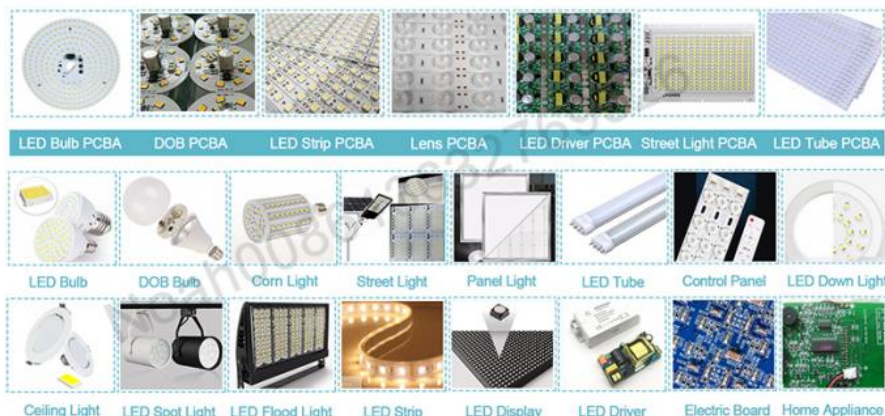 LED Bulb PCBA DOB PCBA LED Strip PCBA Lens PCBA LED Driver PCBA Street Light PCBA LED Tube PCBA
LED Bulb DOB Bulb Corn Light Street Light Panel Light LED Tube Control Panel LED Down Light
Ceiling Light LED Spot Light LED Flood Light LED Strip LED Display LED Driver Electric Board Home Appliance